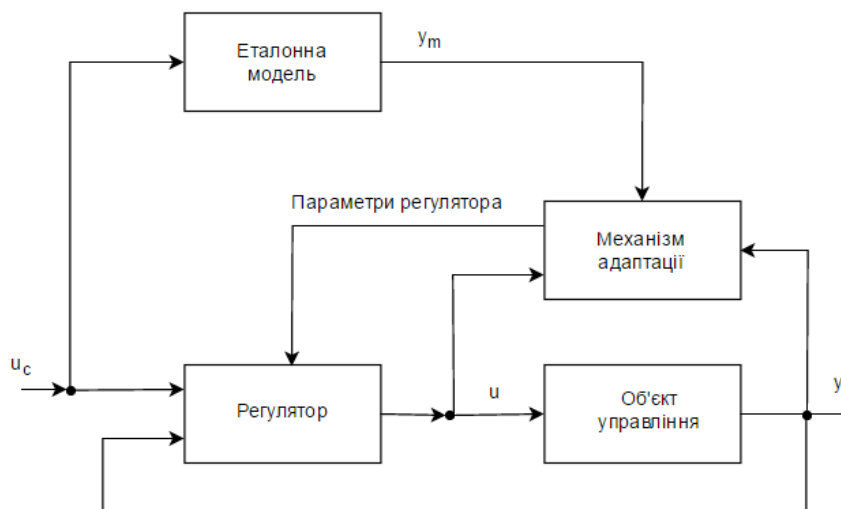 Еталонна
модель
y_m
Параметри регулятора
Механізм
адаптації
u_c
Регулятор
u
Об'єкт
управління
y